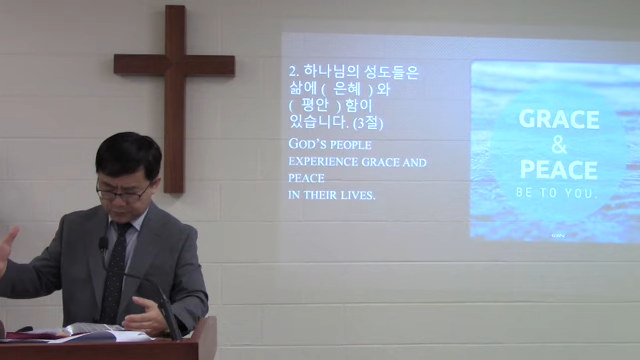 2. 하나님의 성도들은
삶에 ( 은혜 ) 와
( 평안 ) 함이
있습니다. (3절)
GOD'S PEOPLE
EXPERIENCE GRACE AND
PEACE
IN THEIR LIVES.
GRACE
&
PEACE
BE TO YOU.